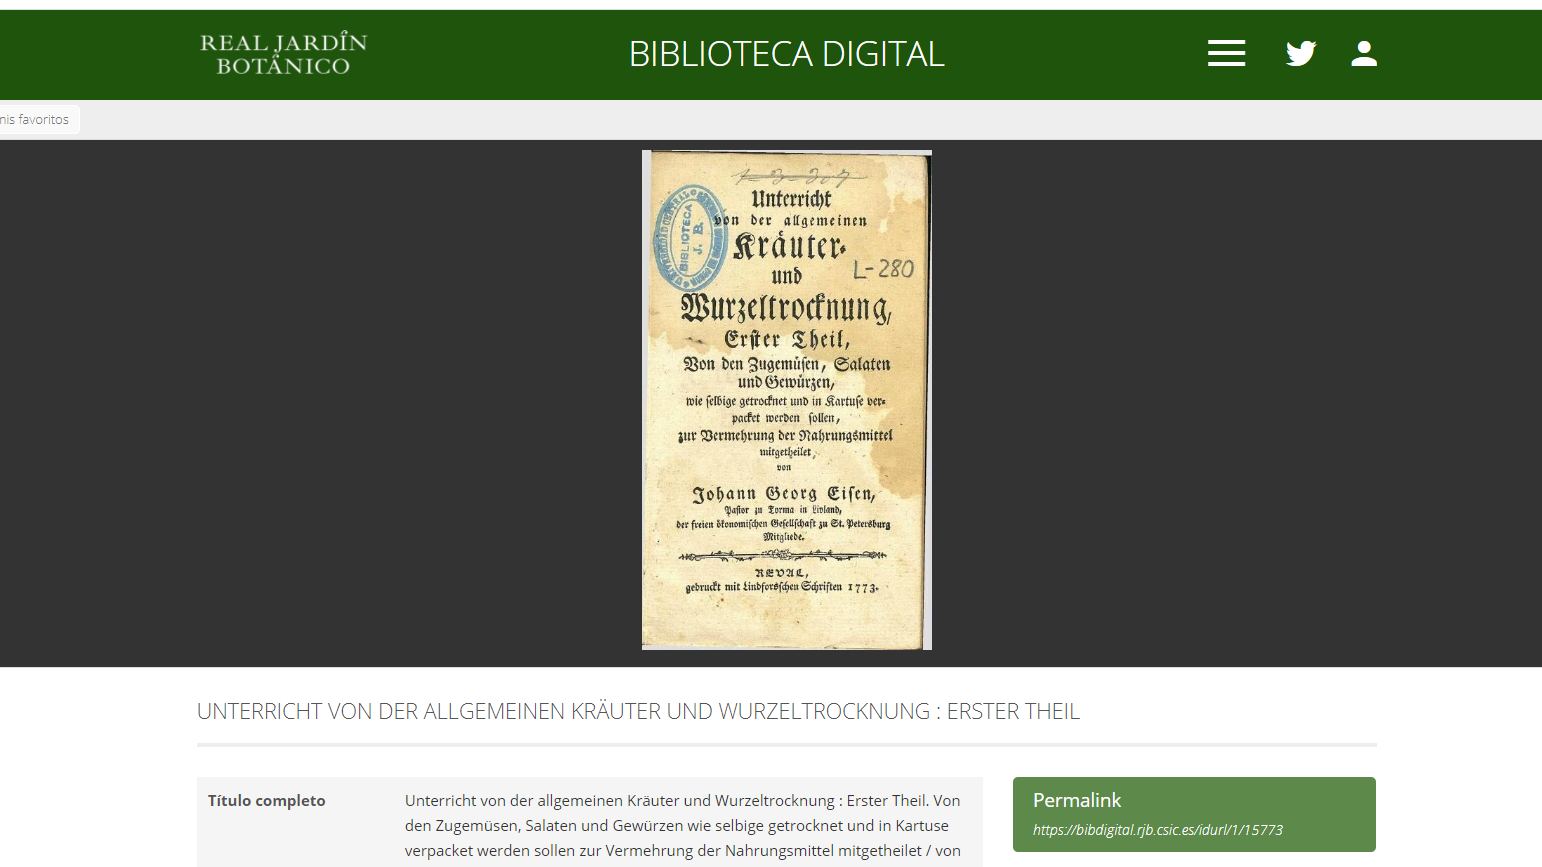 REAL JARDÍN
BOTÁNICO
BIBLIOTECA DIGITAL
mis favoritos
1-3-307
Unterricht
von der allgemeinen
Kräuter-
und
Wurzeltrocknung,
Erster Theil,
Von den Zugemüsen, Salaten
und Gewürzen,
wie selbige getrocknet und in Kartuse ver-
packet werden sollen,
zur Vermehrung der Nahrungsmittel
mitgetheilet
von
Johann Georg Eisen,
Pastor zu Torma in Livland,
der freien ökonomischen Gesellschaft zu St. Petersburg
Mitgliede.
REVAL,
gedruckt mit Lindforsschen Schriften 1773.
BIBLIOTECA
J. B.
L-280
UNTERRICHT VON DER ALLGEMEINEN KRÄUTER UND WURZELTROCKNUNG : ERSTER THEIL
Título completo
Unterricht von der allgemeinen Kräuter und Wurzeltrocknung : Erster Theil. Von
den Zugemüsen, Salaten und Gewürzen wie selbige getrocknet und in Kartuse
verpacket werden sollen zur Vermehrung der Nahrungsmittel mitgetheilet / von
Permalink
https://bibdigital.rjb.csic.es/idurl/1/15773